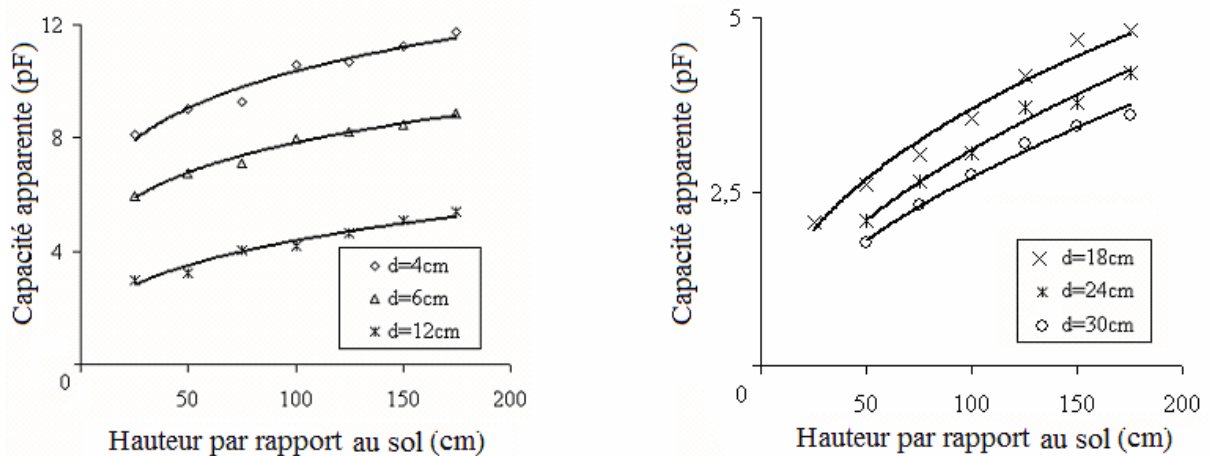 Capacité apparente (pF)
12
8
4
0
50
100
150
200
d=4cm
d=6cm
d=12cm
Hauteur par rapport au sol (cm)
Capacité apparente (pF)
5
2,5
0
50
100
150
200
d=18cm
d=24cm
d=30cm
Hauteur par rapport au sol (cm)